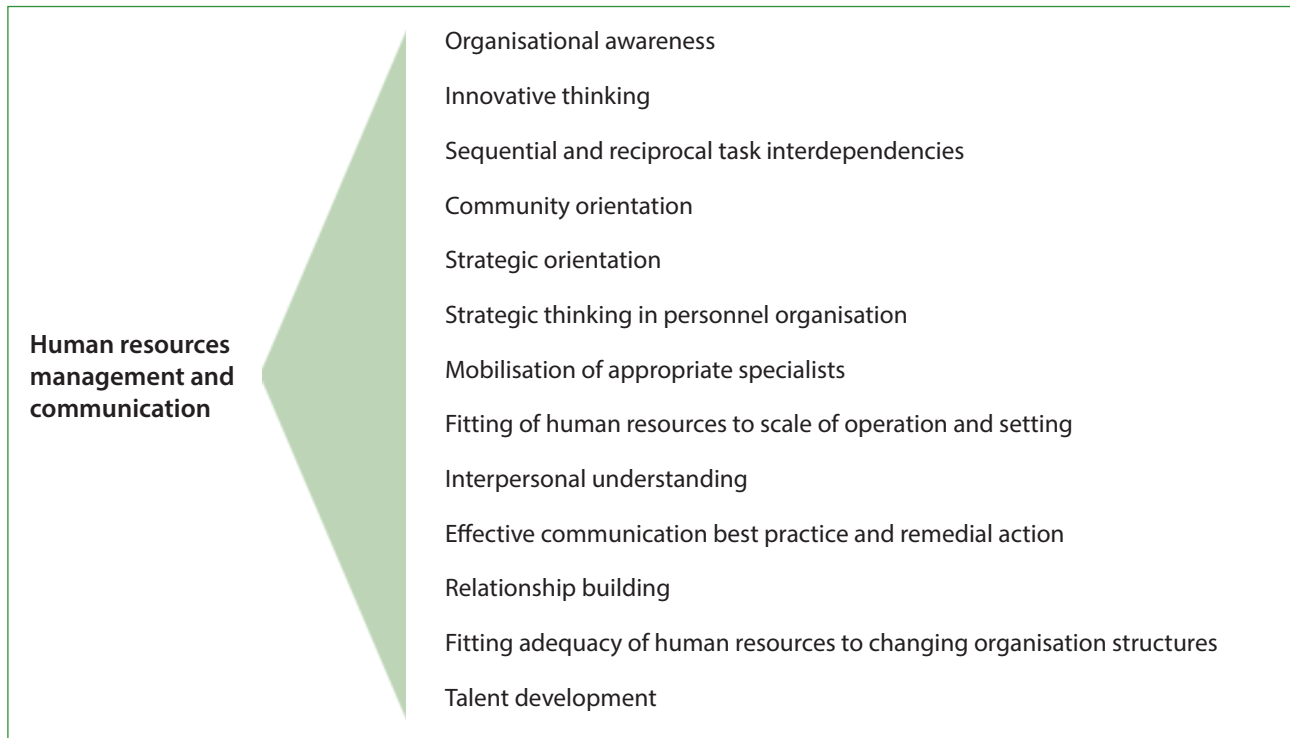 Organisational awareness
Innovative thinking
Sequential and reciprocal task interdependencies
Community orientation
Strategic orientation
Strategic thinking in personnel organisation
Human resources
management and
communication
Mobilisation of appropriate specialists
Fitting of human resources to scale of operation and setting
Interpersonal understanding
Effective communication best practice and remedial action
Relationship building
Fitting adequacy of human resources to changing organisation structures
Talent development